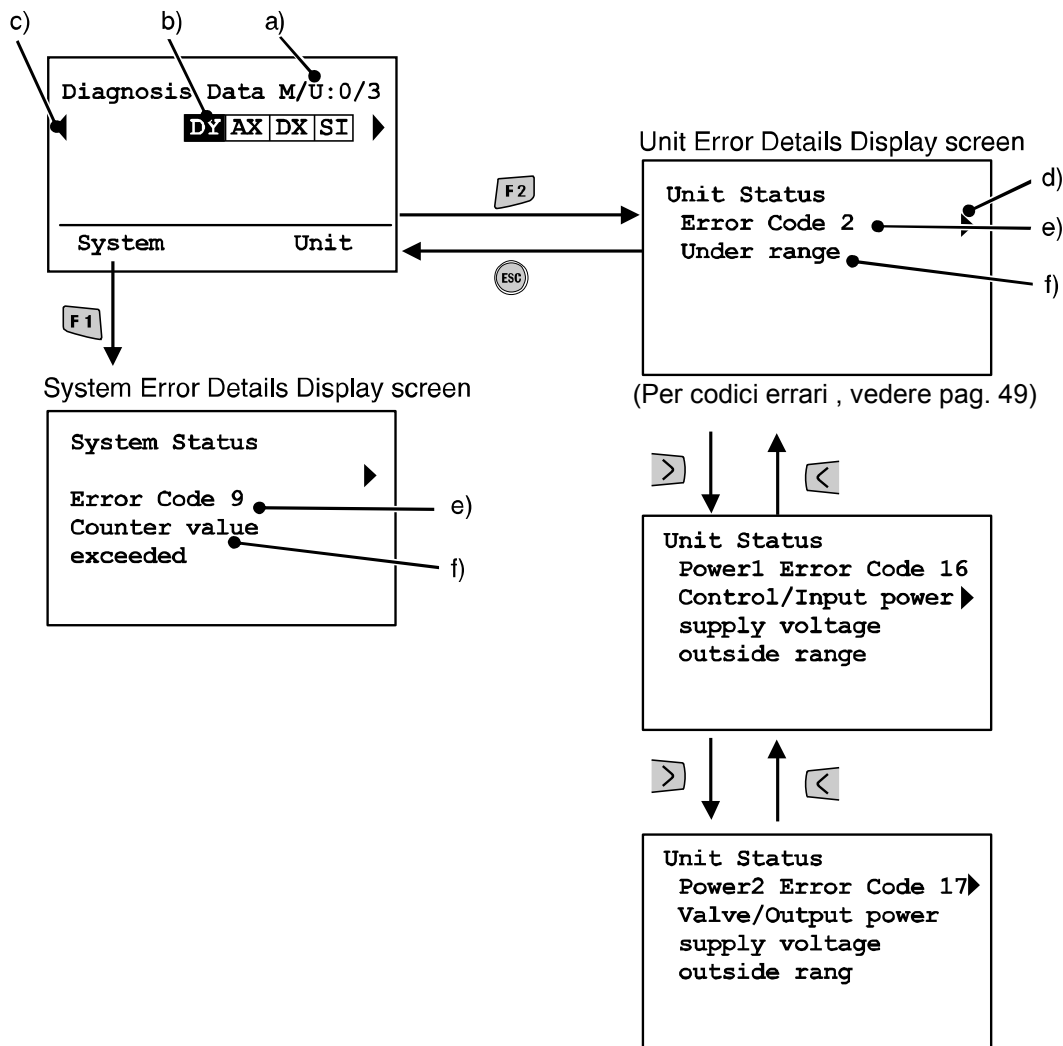 c)
b)
a)
Diagnosis Data M/U:0/3
DY AX DX SI
System Unit
F2
ESC
F1
Unit Error Details Display screen
Unit Status
Error Code 2
Under range
d)
e)
f)
(Per codici errari , vedere pag. 49)
System Error Details Display screen
System Status
Error Code 9
Counter value
exceeded
e)
f)
Unit Status
Power1 Error Code 16
Control/Input power
supply voltage
outside range
Unit Status
Power2 Error Code 17
Valve/Output power
supply voltage
outside rang